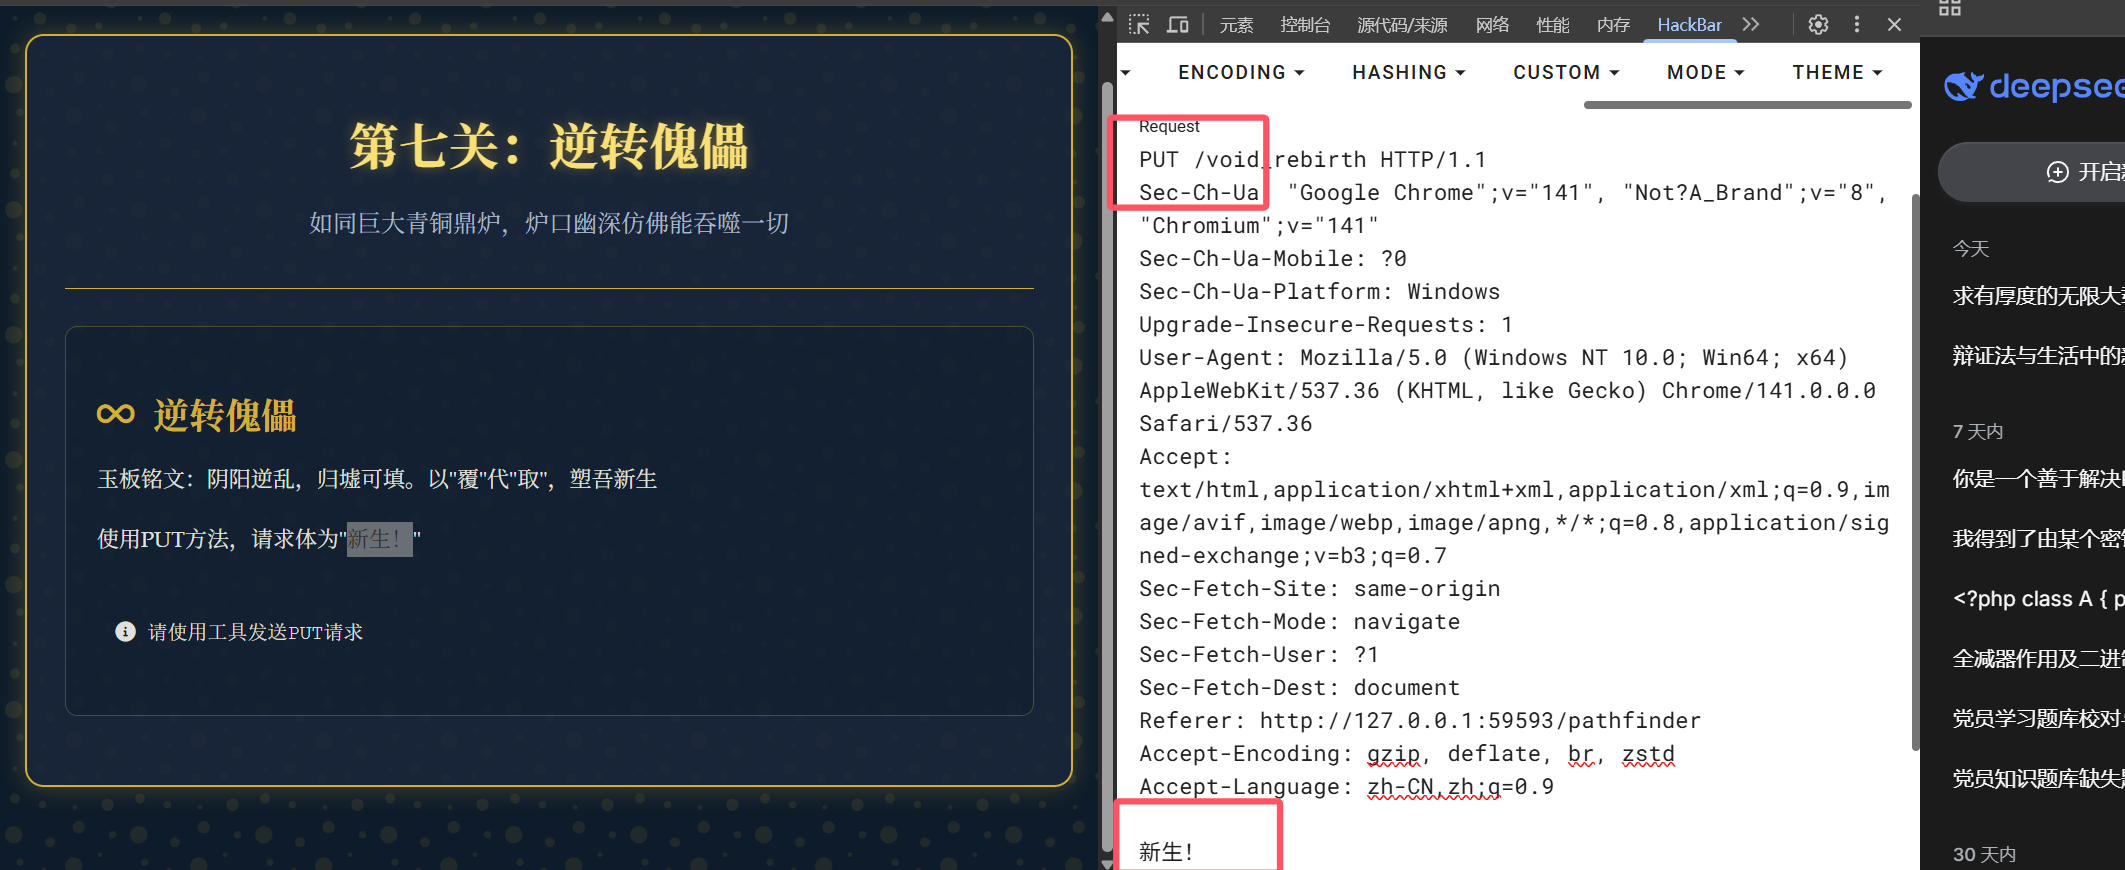 第七关：逆转傀儡
如同巨大青铜鼎炉，炉口幽深仿佛能吞噬一切
逆转傀儡
玉板铭文：阴阳逆乱，归墟可填。以"覆"代"取"，塑吾新生
使用PUT方法，请求体为"新生！"
请使用工具发送PUT请求
元素 控制台 源代码/来源 网络 性能 内存 HackBar
ENCODING HASHING CUSTOM MODE THEME
Request
PUT /void_rebirth HTTP/1.1
Sec-Ch-Ua: "Google Chrome";v="141", "Not?A_Brand";v="8",
"Chromium";v="141"
Sec-Ch-Ua-Mobile: ?0
Sec-Ch-Ua-Platform: Windows
Upgrade-Insecure-Requests: 1
User-Agent: Mozilla/5.0 (Windows NT 10.0; Win64; x64)
AppleWebKit/537.36 (KHTML, like Gecko) Chrome/141.0.0.0
Safari/537.36
Accept:
text/html,application/xhtml+xml,application/xml;q=0.9,im
age/avif,image/webp,image/apng,*/*;q=0.8,application/sig
ned-exchange;v=b3;q=0.7
Sec-Fetch-Site: same-origin
Sec-Fetch-Mode: navigate
Sec-Fetch-User: ?1
Sec-Fetch-Dest: document
Referer: http://127.0.0.1:59593/pathfinder
Accept-Encoding: gzip, deflate, br, zstd
Accept-Language: zh-CN,zh;q=0.9
新生！
deepsee
开启
今天
求有厚度的无限大
辩证法与生活中的
7 天内
你是一个善于解决
我得到了由某个密
<?php class A { p
全减器作用及二进
党员学习题库校对
党员知识题库缺失
30 天内